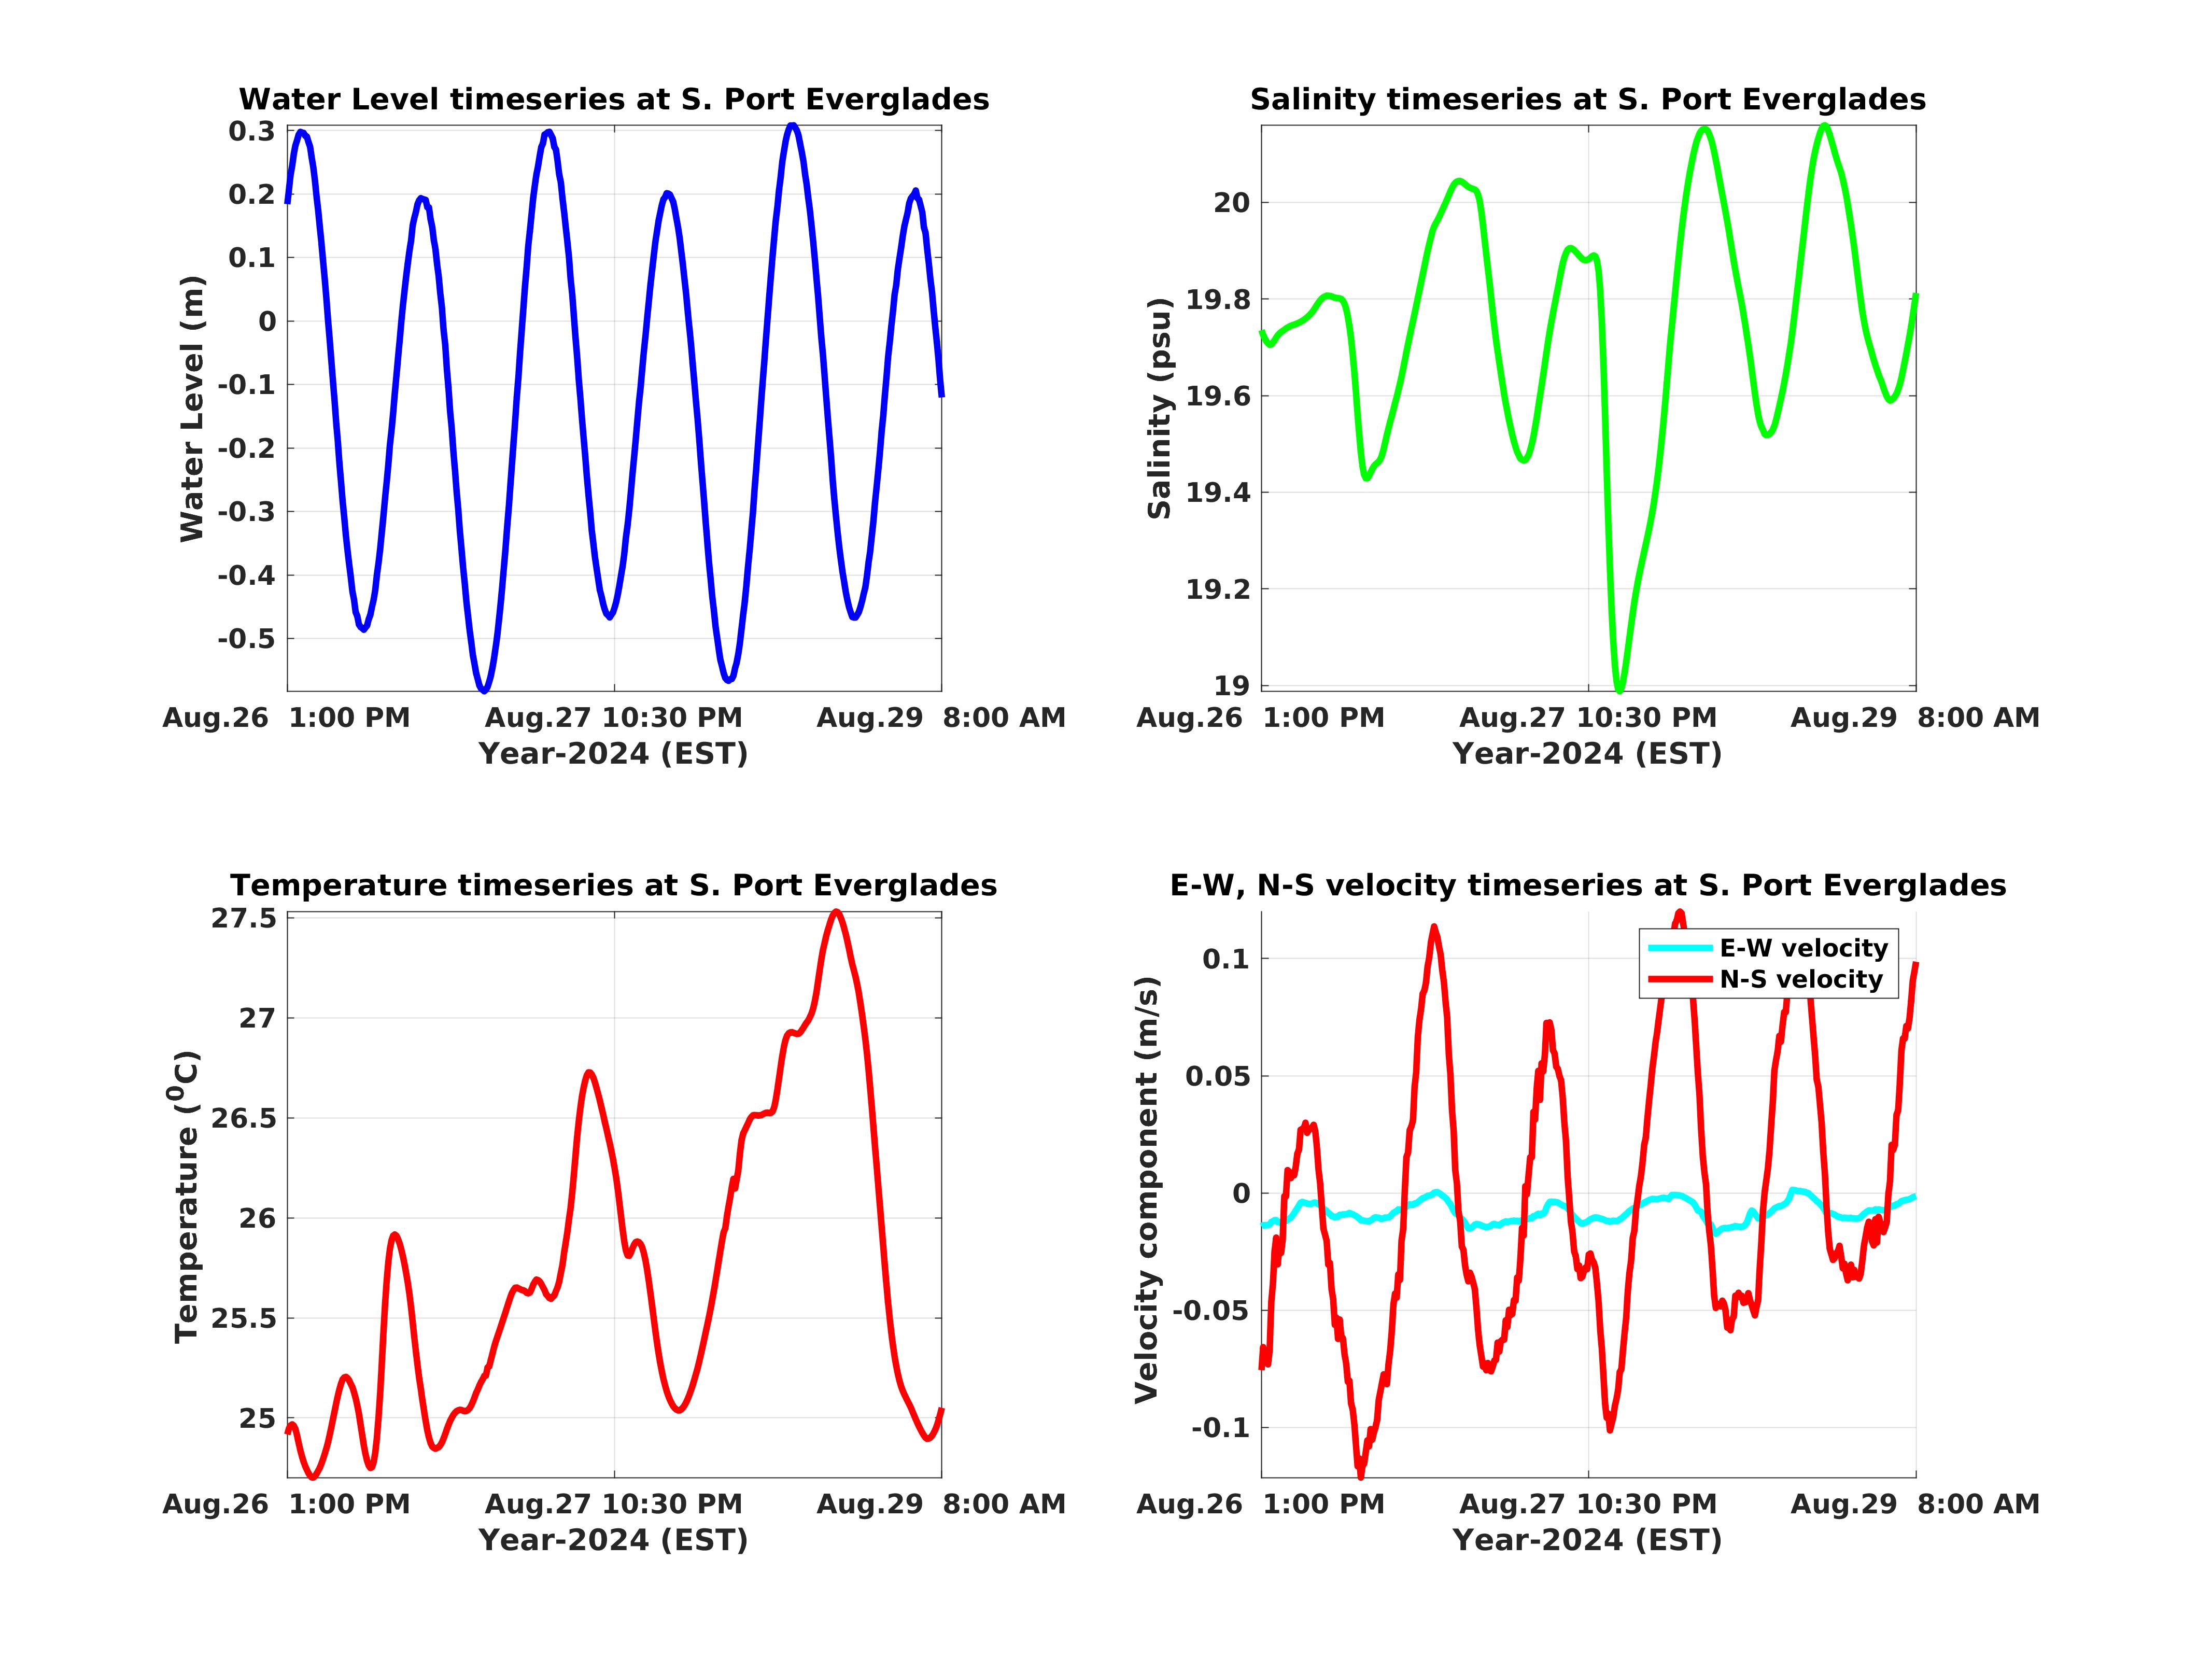 Water Level timeseries at S. Port Everglades
0.3
0.2
0.1
0
-0.1
-0.2
-0.3
-0.4
-0.5
Water Level (m)
Aug.26 1:00 PM Aug.27 10:30 PM Aug.29 8:00 AM
Year-2024 (EST)
Salinity timeseries at S. Port Everglades
20
19.8
19.6
19.4
19.2
19
Salinity (psu)
Aug.26 1:00 PM Aug.27 10:30 PM Aug.29 8:00 AM
Year-2024 (EST)
Temperature timeseries at S. Port Everglades
27.5
27
26.5
26
25.5
25
Temperature (⁰C)
Aug.26 1:00 PM Aug.27 10:30 PM Aug.29 8:00 AM
Year-2024 (EST)
E-W, N-S velocity timeseries at S. Port Everglades
E-W velocity
N-S velocity
0.1
0.05
0
-0.05
-0.1
Velocity component (m/s)
Aug.26 1:00 PM Aug.27 10:30 PM Aug.29 8:00 AM
Year-2024 (EST)